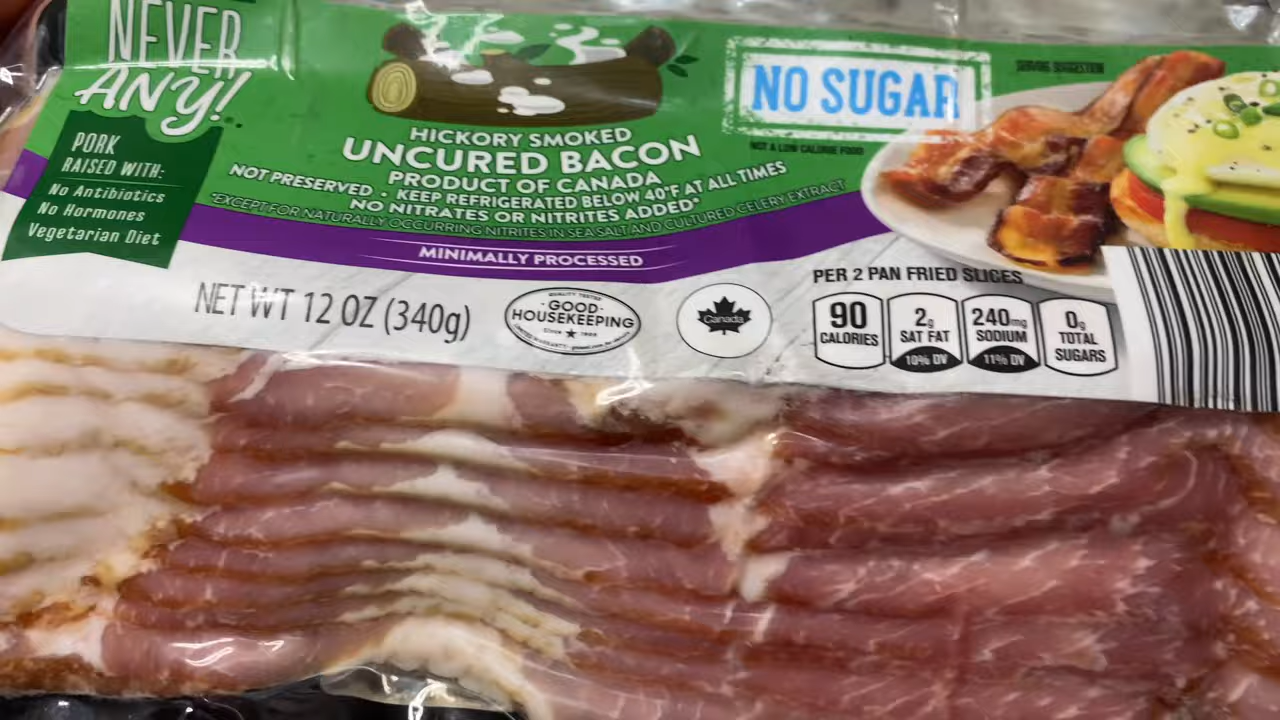 NEVER
ANY!
PORK
RAISED WITH:
No Antibiotics
No Hormones
Vegetarian Diet
HICKORY SMOKED
UNCURED BACON
PRODUCT OF CANADA
NOT PRESERVED • KEEP REFRIGERATED BELOW 40°F AT ALL TIMES
NO NITRATES OR NITRITES ADDED*
*EXCEPT FOR NATURALLY OCCURRING NITRITES IN SEA SALT AND CULTURED CELERY EXTRACT
MINIMALLY PROCESSED
NO SUGAR
NOT A LOW CALORIE FOOD
SERVING SUGGESTION
NET WT 12 OZ (340g)
QUALITY TESTED
·GOOD·
HOUSEKEEPING
Canada
PER 2 PAN FRIED SLICES
90
CALORIES
2g
SAT FAT
10% DV
240mg
SODIUM
11% DV
0g
TOTAL
SUGARS